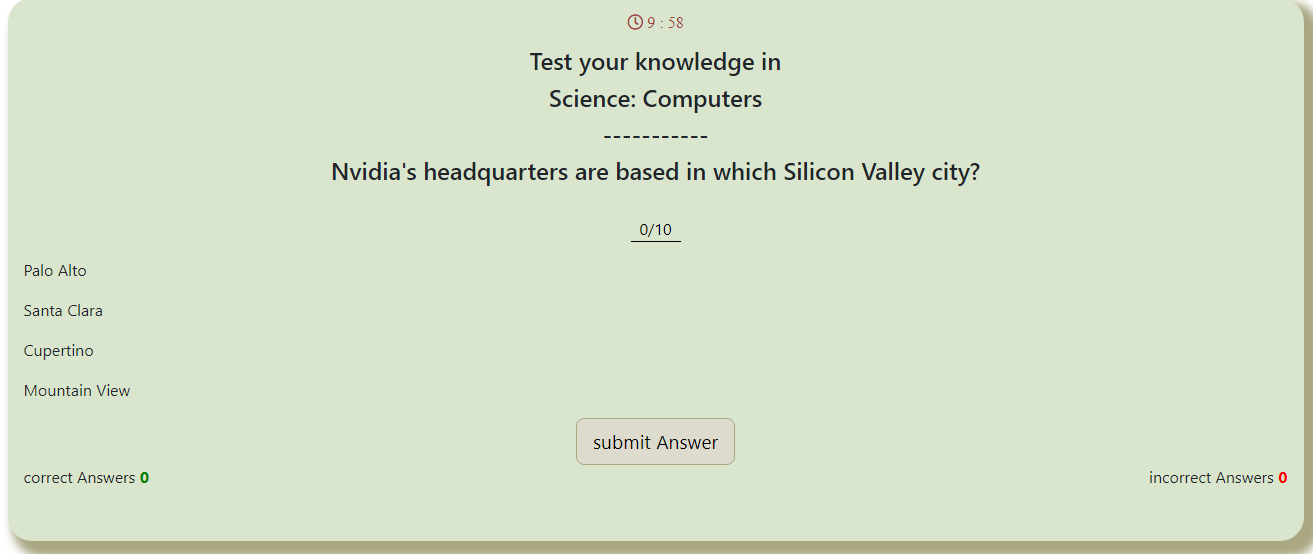 9 : 58
Test your knowledge in
Science: Computers
-----------
Nvidia's headquarters are based in which Silicon Valley city?
0/10
Palo Alto
Santa Clara
Cupertino
Mountain View
submit Answer
correct Answers 0
incorrect Answers 0